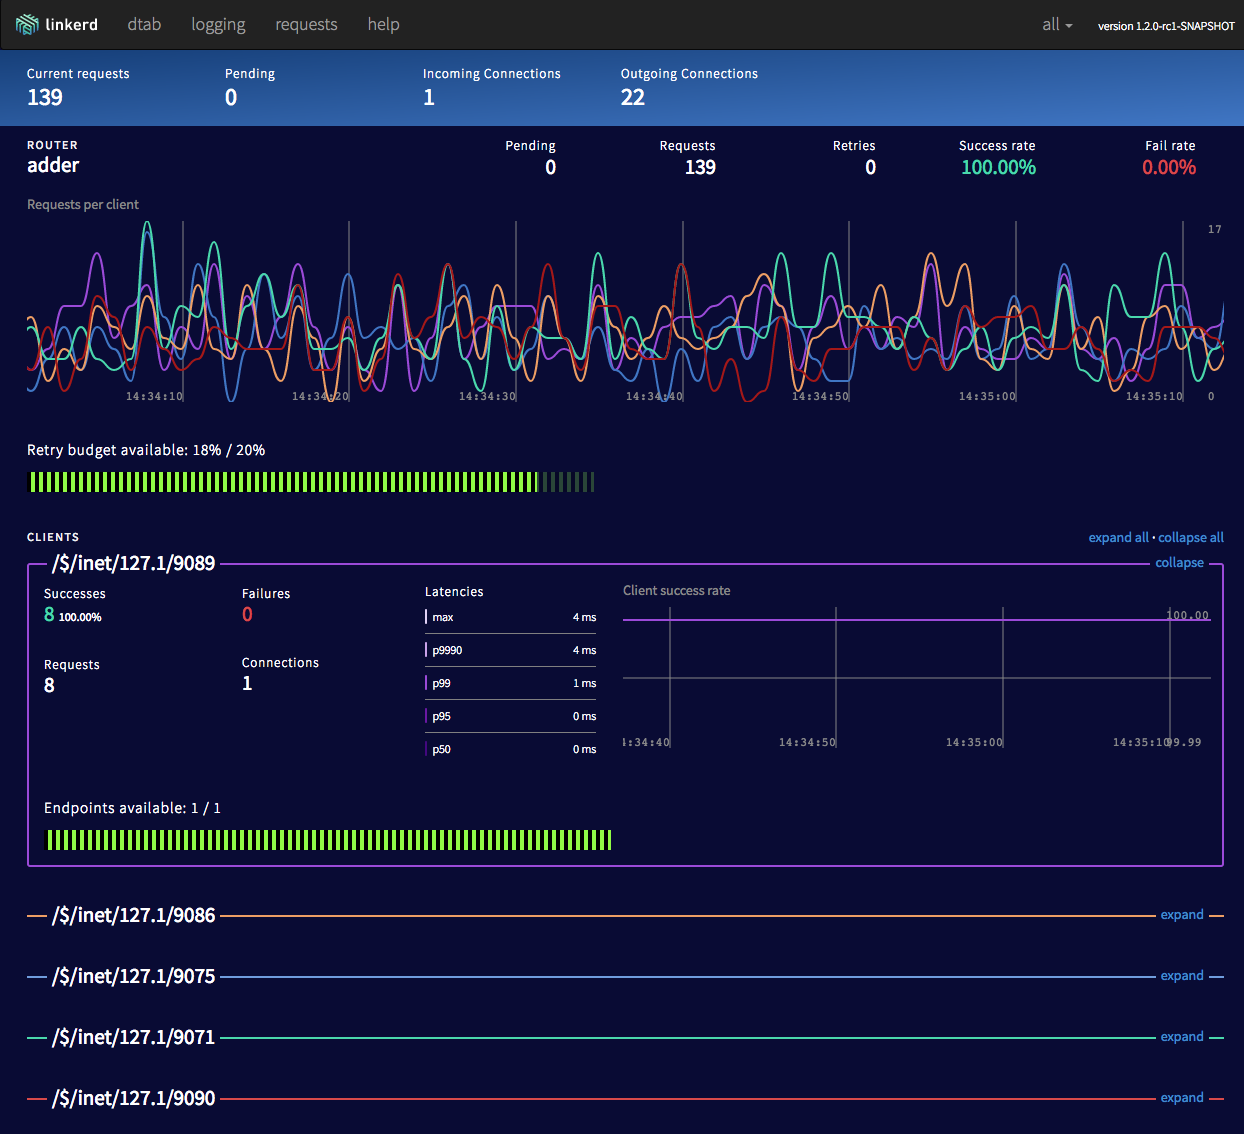 linkerd dtab logging requests help all version 1.2.0-rc1-SNAPSHOT
Current requests Pending Incoming Connections Outgoing Connections
139 0 1 22
ROUTER Pending Requests Retries Success rate Fail rate
adder 0 139 0 100.00% 0.00%
Requests per client
17
14:34:10 14:34:20 14:34:30 14:34:40 14:34:50 14:35:00 14:35:10 0
Retry budget available: 18% / 20%
CLIENTS expand all · collapse all
/$/inet/127.1/9089 collapse
Successes Failures Latencies Client success rate
8 100.00% 0 max 4 ms 100.00
p9990 4 ms
Requests Connections
8 1 p99 1 ms
p95 0 ms
p50 0 ms :34:40 14:34:50 14:35:00 14:35:10 99.99
Endpoints available: 1 / 1
/$/inet/127.1/9086 expand
/$/inet/127.1/9075 expand
/$/inet/127.1/9071 expand
/$/inet/127.1/9090 expand